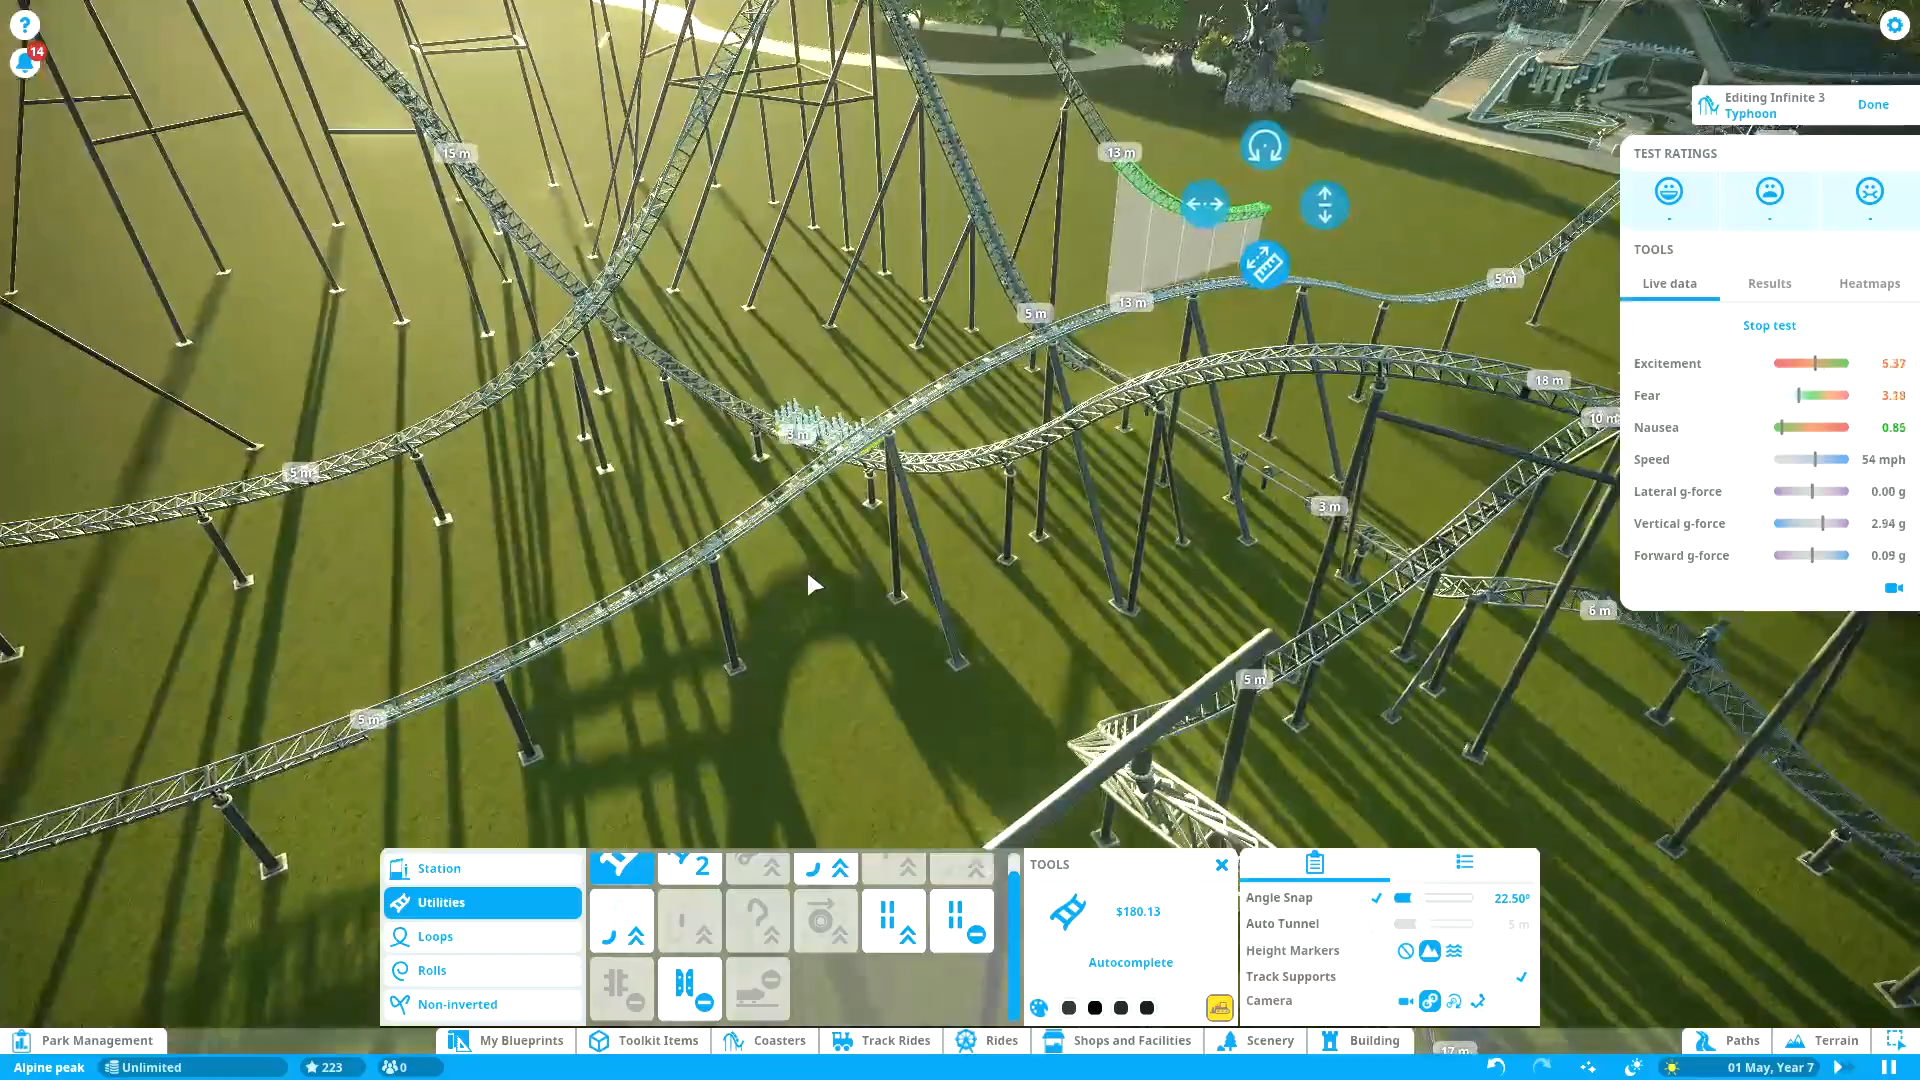 ?
14
15 m
13 m
Editing Infinite 3
Typhoon
Done
TEST RATINGS
-
-
-
TOOLS
Live data
Results
Heatmaps
Stop test
Excitement
5.37
Fear
3.18
Nausea
0.85
Speed
54 mph
Lateral g-force
0.00 g
Vertical g-force
2.94 g
Forward g-force
0.09 g
5 m
13 m
5 m
18 m
10 m
5 m
3 m
6 m
5 m
5 m
Station
Utilities
Loops
Rolls
Non-inverted
2
TOOLS
$180.13
Autocomplete
Angle Snap
22.50°
Auto Tunnel
5 m
Height Markers
Track Supports
Camera
Park Management
My Blueprints
Toolkit Items
Coasters
Track Rides
Rides
Shops and Facilities
Scenery
Building
17 m
Paths
Terrain
Alpine peak
Unlimited
223
0
01 May, Year 7